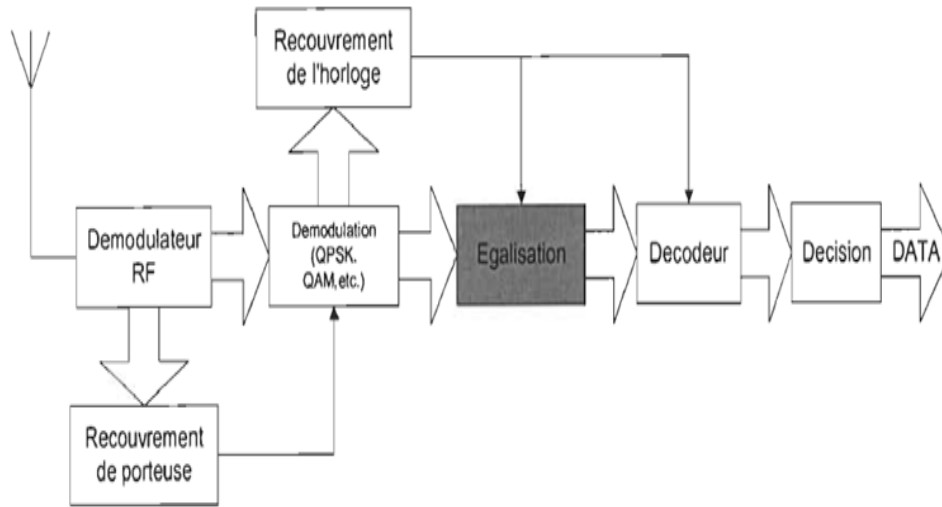 Recouvrement
de l'horloge
Demodulateur
RF
Demodulation
(QPSK.
QAM,etc.)
Egalisation
Decodeur
Decision
DATA
Recouvrement
de porteuse